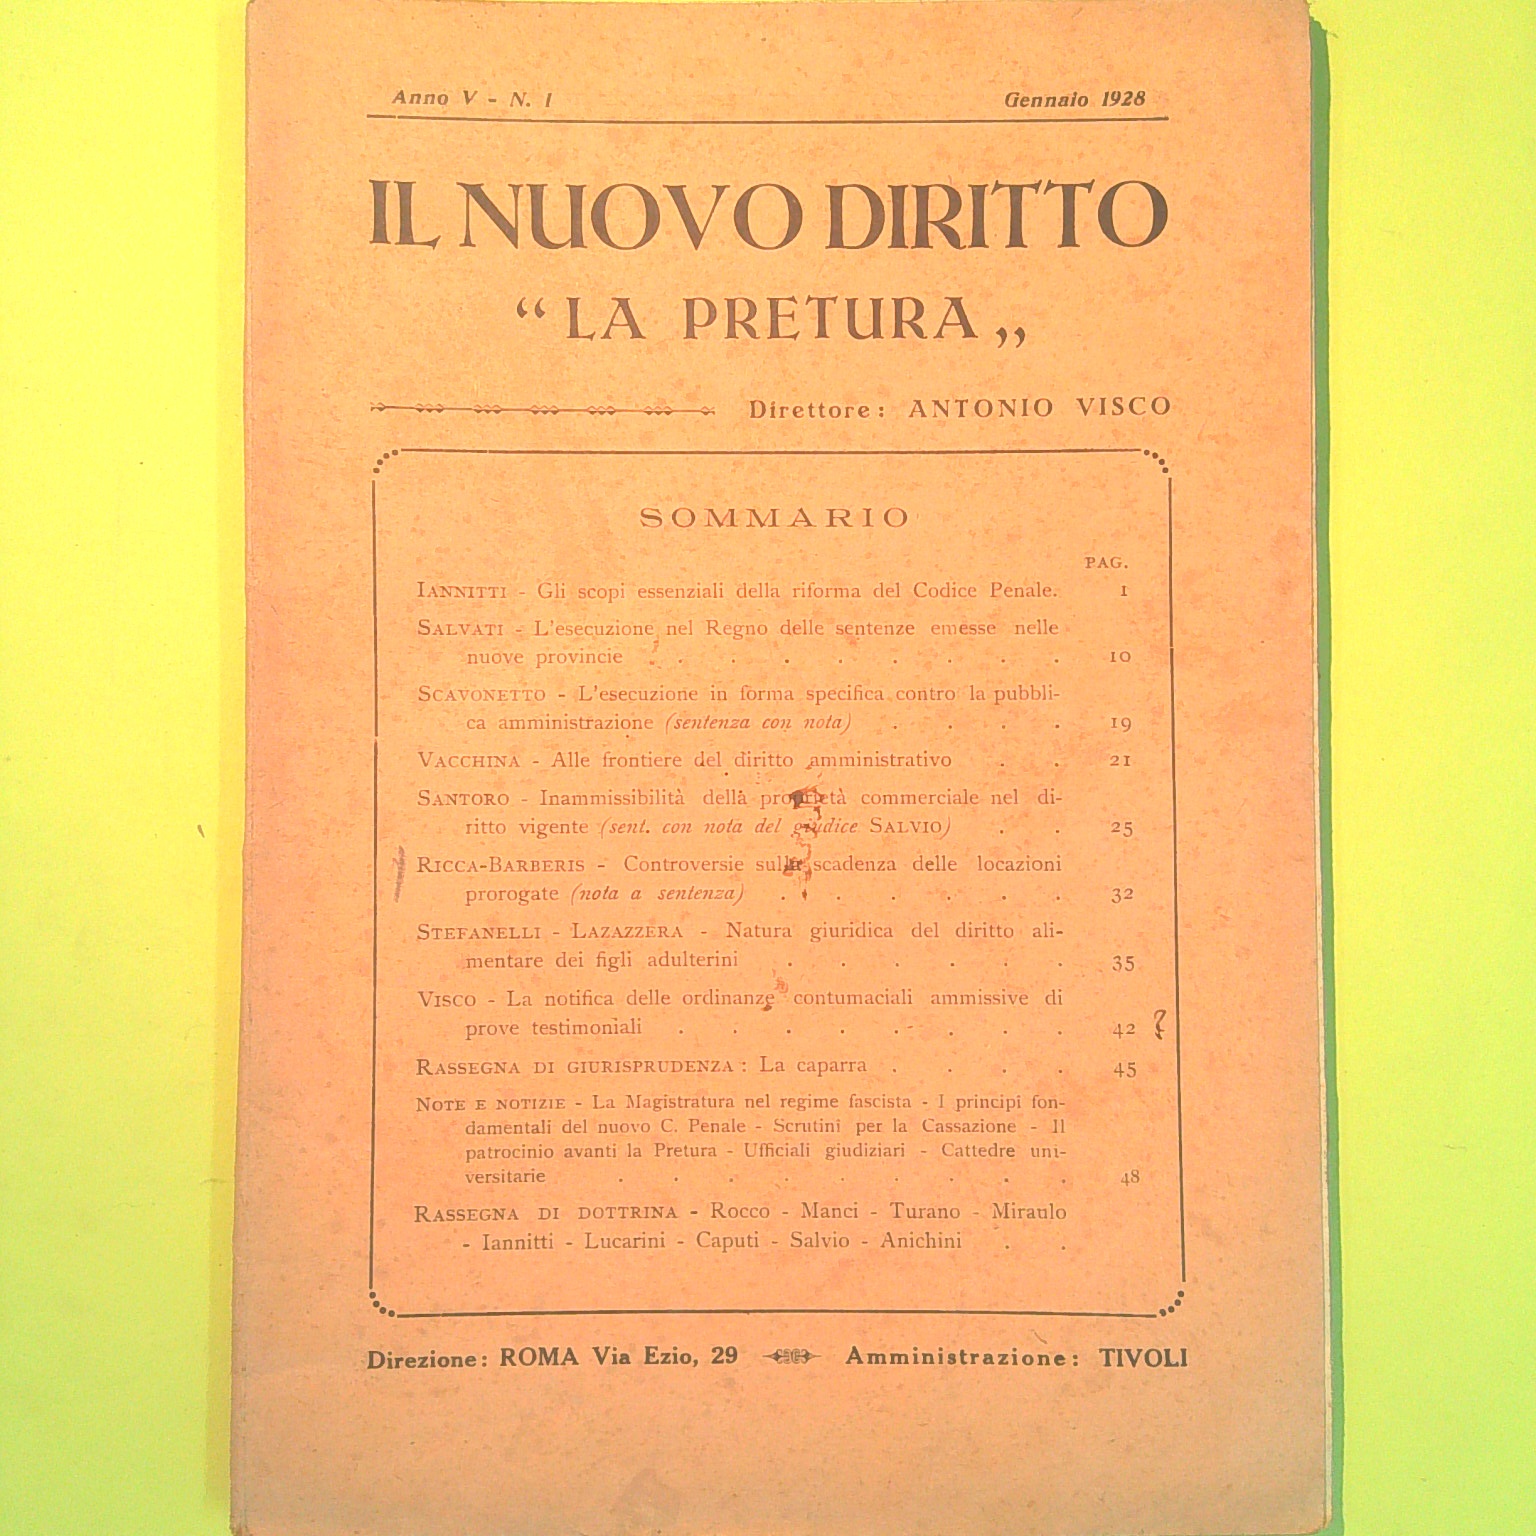 Anno V - N. 1
Gennaio 1928
IL NUOVO DIRITTO
“ LA PRETURA „
Direttore: ANTONIO VISCO
SOMMARIO
PAG.
IANNITTI - Gli scopi essenziali della riforma del Codice Penale. 1
SALVATI - L'esecuzione nel Regno delle sentenze emesse nelle
nuove provincie . . . . . . . . 10
SCAVONETTO - L'esecuzione in forma specifica contro la pubbli-
ca amministrazione (sentenza con nota) . . . . 19
VACCHINA - Alle frontiere del diritto amministrativo . . 21
SANTORO - Inammissibilità della proprietà commerciale nel di-
ritto vigente (sent. con nota del giudice SALVIO) . . 25
RICCA-BARBERIS - Controversie sulla scadenza delle locazioni
prorogate (nota a sentenza) . . . . . . 32
STEFANELLI - LAZAZZERA - Natura giuridica del diritto ali-
mentare dei figli adulterini . . . . . . 35
VISCO - La notifica delle ordinanze contumaciali ammissive di
prove testimoniali . . . . . . . . 42
RASSEGNA DI GIURISPRUDENZA: La caparra . . . . 45
NOTE E NOTIZIE - La Magistratura nel regime fascista - I principî fon-
damentali del nuovo C. Penale - Scrutini per la Cassazione - Il
patrocinio avanti la Pretura - Ufficiali giudiziari - Cattedre uni-
versitarie . . . . . . . . . 48
RASSEGNA DI DOTTRINA - Rocco - Manci - Turano - Miraulo
- Iannitti - Lucarini - Caputi - Salvio - Anichini . .
Direzione: ROMA Via Ezio, 29 Amministrazione: TIVOLI